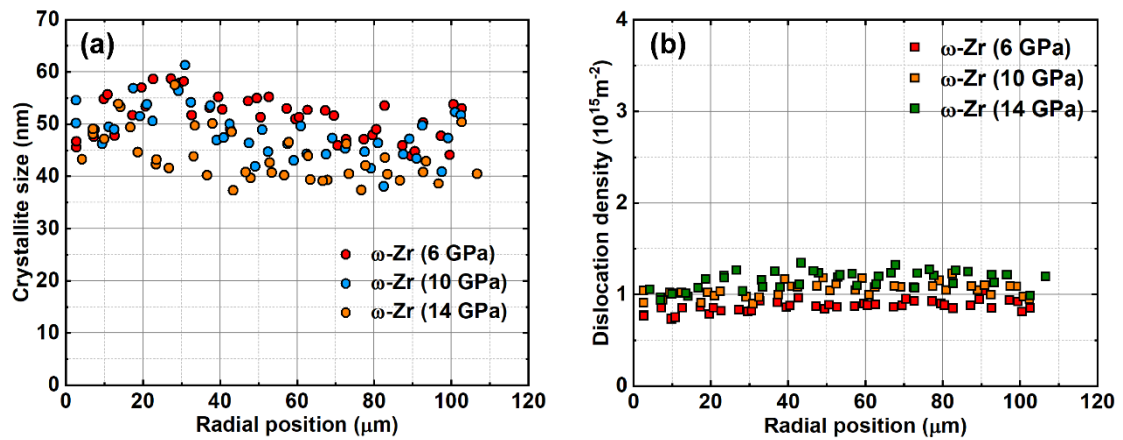 (a)
70
60
50
40
30
20
10
0
Crystallite size (nm)
ω-Zr (6 GPa)
ω-Zr (10 GPa)
ω-Zr (14 GPa)
0 20 40 60 80 100 120
Radial position (μm)
(b)
4
3
2
1
0
Dislocation density (10¹⁵m⁻²)
ω-Zr (6 GPa)
ω-Zr (10 GPa)
ω-Zr (14 GPa)
0 20 40 60 80 100 120
Radial position (μm)